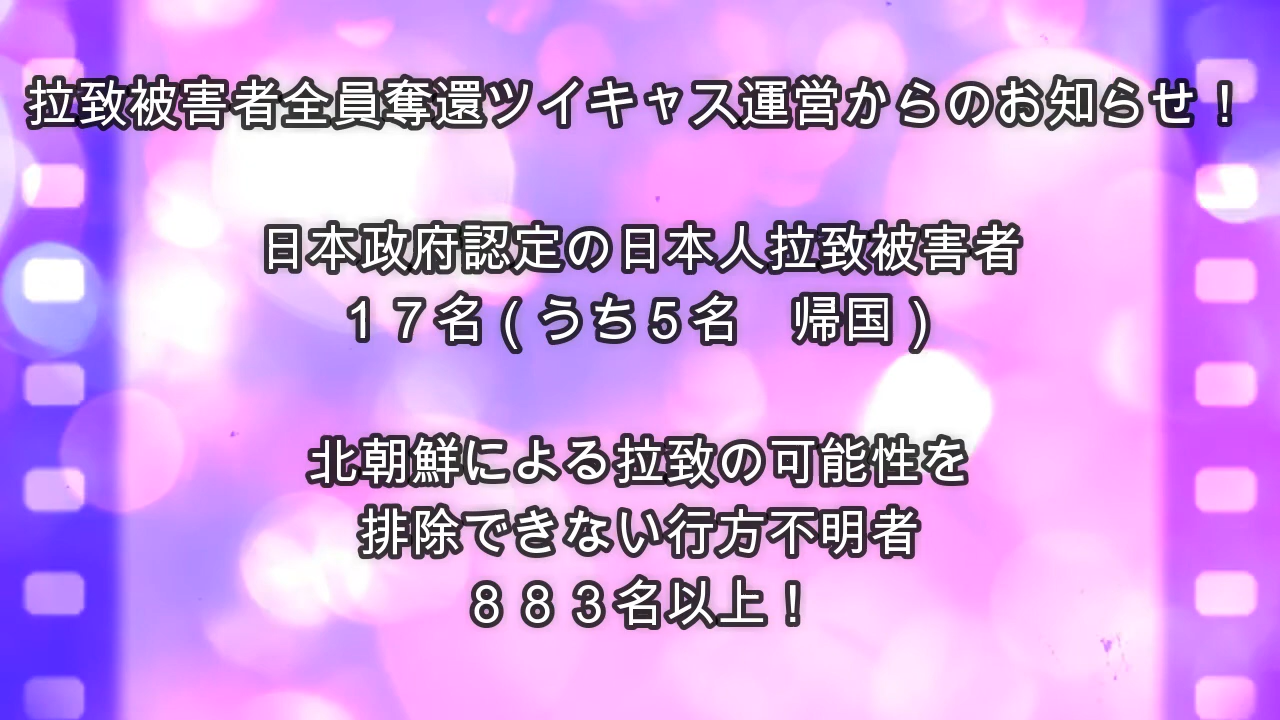 拉致被害者全員奪還ツイキャス運営からのお知らせ！
日本政府認定の日本人拉致被害者
１７名（うち５名　帰国）
北朝鮮による拉致の可能性を
排除できない行方不明者
８８３名以上！